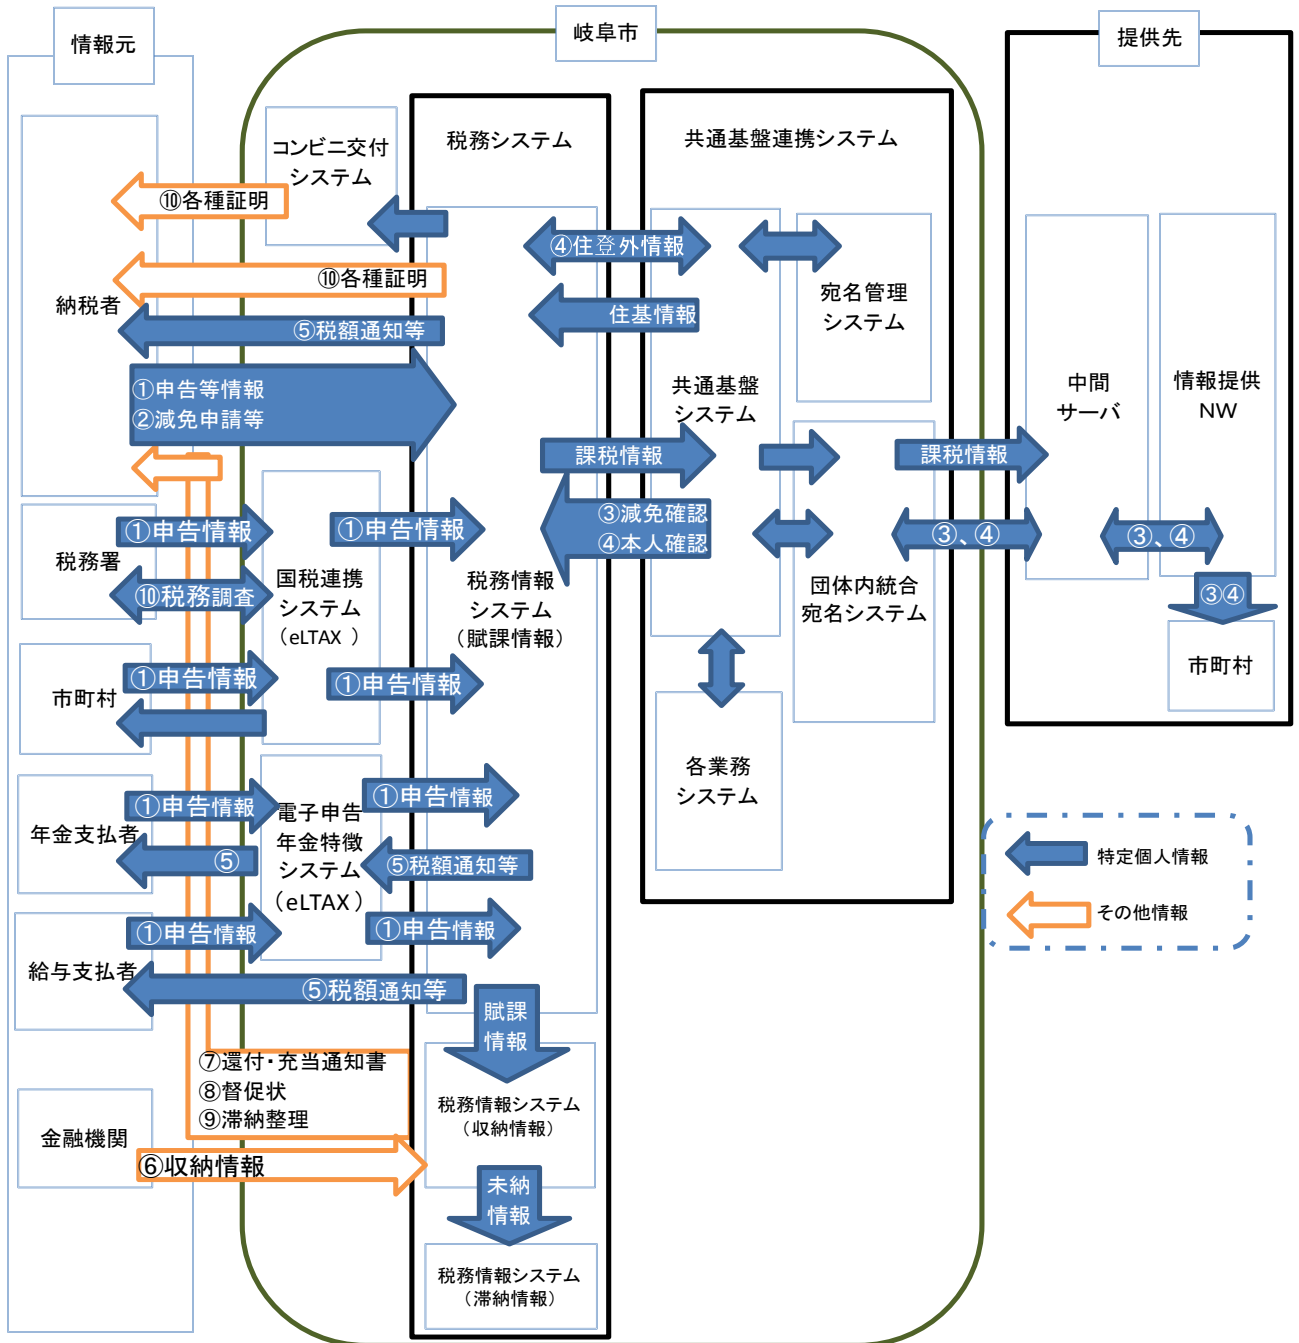 情報元
岐阜市
提供先
コンビニ交付
システム
税務システム
共通基盤連携システム
⑩各種証明
④住登外情報
⑩各種証明
納税者
住基情報
宛名管理
システム
⑤税額通知等
①申告等情報
②減免申請等
共通基盤
システム
中間
サーバ
情報提供
NW
課税情報
課税情報
①申告情報
①申告情報
③減免確認
④本人確認
③、④
③、④
税務署
国税連携
システム
（eLTAX ）
税務情報
システム
（賦課情報）
団体内統合
宛名システム
⑩税務調査
③④
①申告情報
①申告情報
市町村
市町村
各業務
システム
①申告情報
①申告情報
年金支払者
電子申告
年金特徴
システム
（eLTAX ）
⑤
⑤税額通知等
特定個人情報
その他情報
①申告情報
①申告情報
給与支払者
⑤税額通知等
賦課
情報
⑦還付・充当通知書
⑧督促状
⑨滞納整理
税務情報システム
（収納情報）
金融機関
⑥収納情報
未納
情報
税務情報システム
（滞納情報）